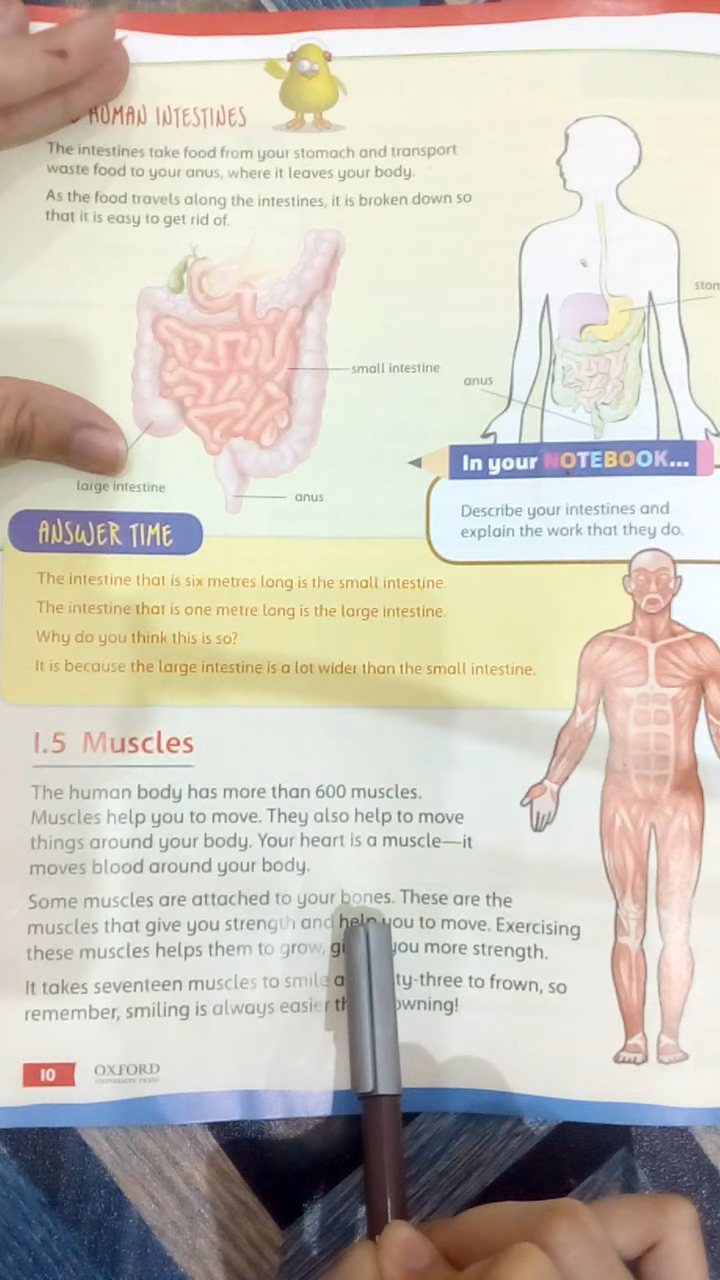 HUMAN INTESTINES
The intestines take food from your stomach and transport
waste food to your anus, where it leaves your body.
As the food travels along the intestines, it is broken down so
that it is easy to get rid of.
small intestine
large intestine
anus
anus
In your NOTEBOOK...
Describe your intestines and
explain the work that they do.
ANSWER TIME
The intestine that is six metres long is the small intestine.
The intestine that is one metre long is the large intestine.
Why do you think this is so?
It is because the large intestine is a lot wider than the small intestine.
1.5 Muscles
The human body has more than 600 muscles.
Muscles help you to move. They also help to move
things around your body. Your heart is a muscle—it
moves blood around your body.
Some muscles are attached to your bones. These are the
muscles that give you strength and help you to move. Exercising
these muscles helps them to grow, you more strength.
It takes seventeen muscles to smile to frown, so
remember, smiling is always easier
10
OXFORD
UNIVERSITY PRESS